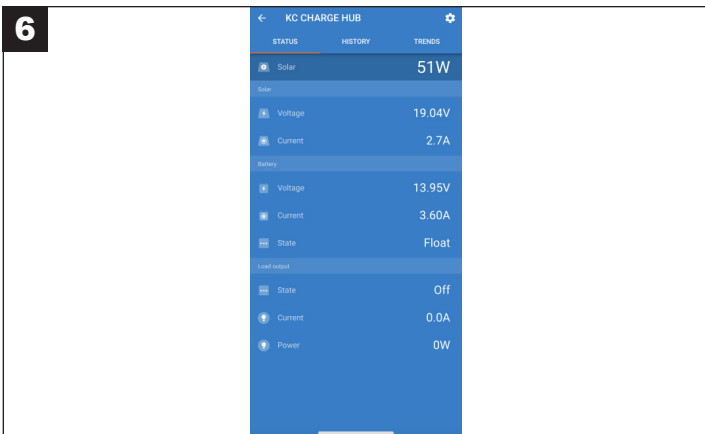 6
KC CHARGE HUB
STATUS HISTORY TRENDS
Solar 51W
Solar
Voltage 19.04V
Current 2.7A
Battery
Voltage 13.95V
Current 3.60A
State Float
Load output
State Off
Current 0.0A
Power 0W